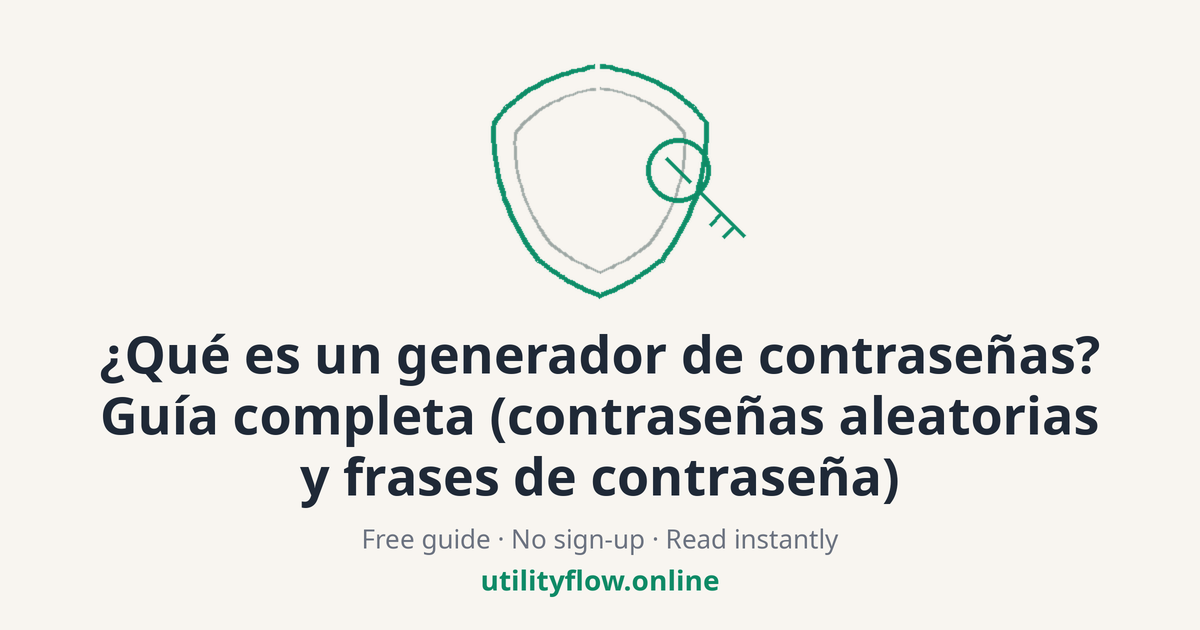 ¿Qué es un generador de contraseñas?
Guía completa (contraseñas aleatorias
y frases de contraseña)
Free guide · No sign-up · Read instantly
utilityflow.online